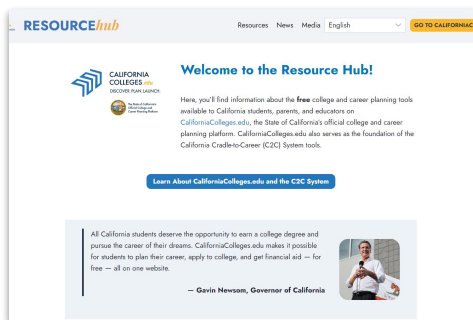 RESOURCEhub
Resources News Media English
GO TO CALIFORNIAC
CALIFORNIA
COLLEGES.edu
DISCOVER. PLAN. LAUNCH.
The State of California's
Official College and
Career Planning Platform
Welcome to the Resource Hub!
Here, you'll find information about the free college and career planning tools
available to California students, parents, and educators on
CaliforniaColleges.edu, the State of California's official college and career
planning platform. CaliforniaColleges.edu also serves as the foundation of the
California Cradle-to-Career (C2C) System tools.
Learn About CaliforniaColleges.edu and the C2C System
All California students deserve the opportunity to earn a college degree and
pursue the career of their dreams. CaliforniaColleges.edu makes it possible
for students to plan their career, apply to college, and get financial aid — for
free — all on one website.
— Gavin Newsom, Governor of California